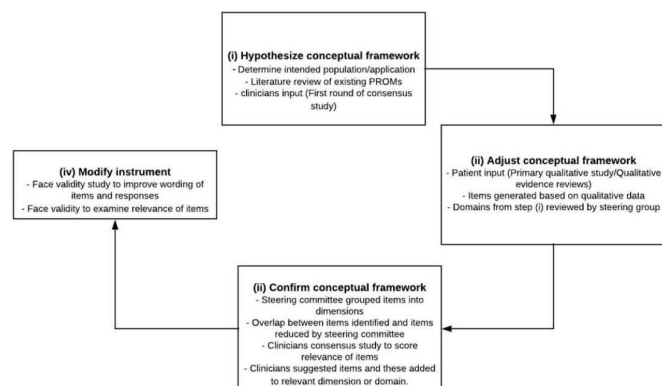 (i) Hypothesize conceptual framework
- Determine intended population/application
- Literature review of existing PROMs
- clinicians input (First round of consensus
study)
(ii) Adjust conceptual framework
- Patient input (Primary qualitative study/Qualitative
evidence reviews)
- Items generated based on qualitative data
- Domains from step (i) reviewed by steering group
(iv) Modify instrument
- Face validity study to improve wording of
items and responses
- Face validity to examine relevance of items
(ii) Confirm conceptual framework
- Steering committee grouped items into
dimensions
- Overlap between items identified and items
reduced by steering committee
- Clinicians consensus study to score
relevance of items
- Clinicians suggested items and these added
to relevant dimension or domain.